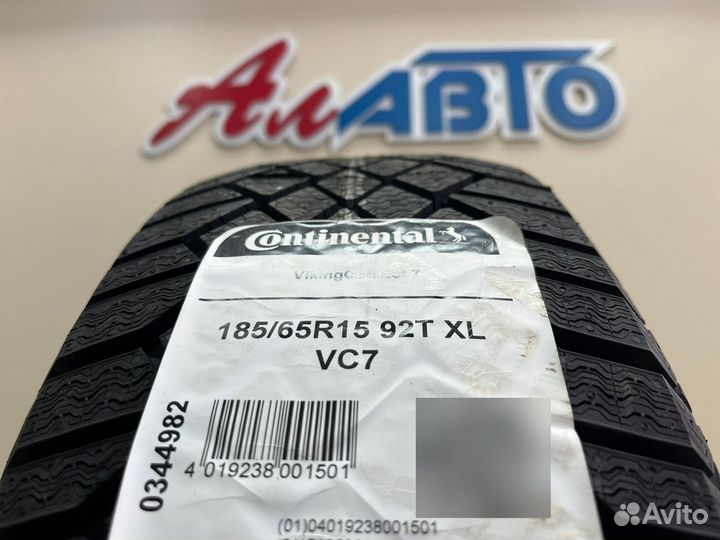 АлАВТО
Continental
VikingContact 7
185/65R15 92T XL
VC7
0344982
4 019238 001501
(01)04019238001501
Avito